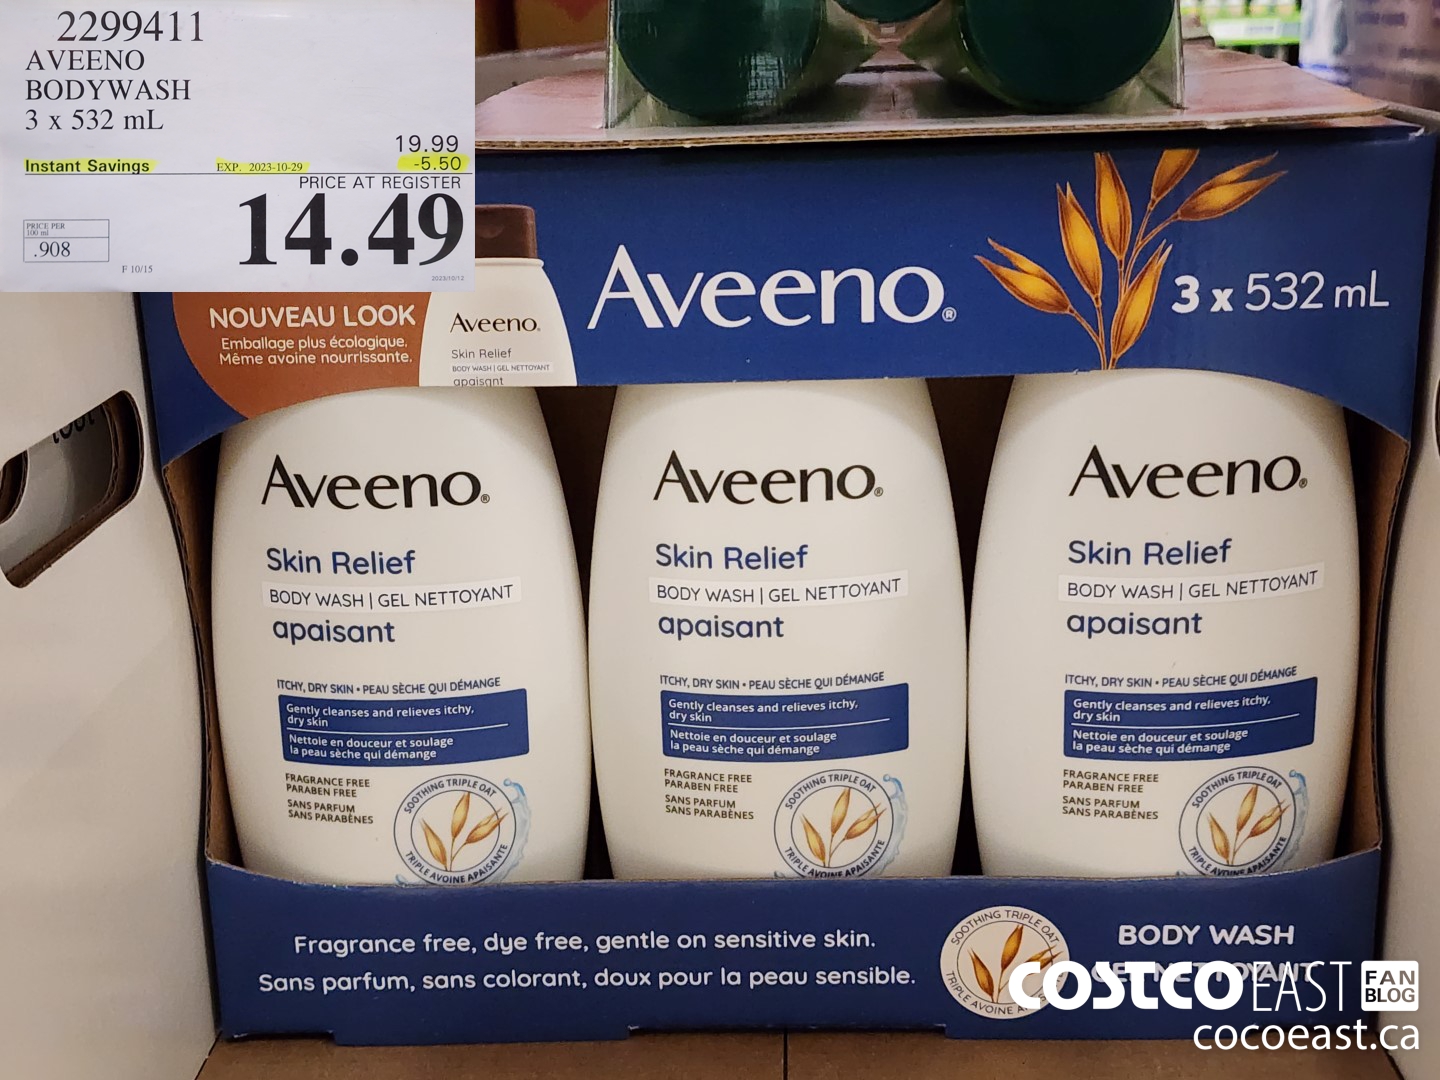 2299411
AVEENO
BODYWASH
3 x 532 mL
19.99
Instant Savings EXP. 2023-10-29 -5.50
PRICE AT REGISTER
14.49
PRICE PER
100 ml
.908
F 10/15
2023/10/12
NOUVEAU LOOK
Emballage plus écologique.
Même avoine nourrissante.
Aveeno®
Skin Relief
BODY WASH | GEL NETTOYANT
apaisant
Aveeno®
3 x 532 mL
Aveeno®
Skin Relief
BODY WASH | GEL NETTOYANT
apaisant
ITCHY, DRY SKIN • PEAU SÈCHE QUI DÉMANGE
Gently cleanses and relieves itchy,
dry skin
Nettoie en douceur et soulage
la peau sèche qui démange
FRAGRANCE FREE
PARABEN FREE
SANS PARFUM
SANS PARABÈNES
SOOTHING TRIPLE OAT
TRIPLE AVOINE APAISANTE
Aveeno®
Skin Relief
BODY WASH | GEL NETTOYANT
apaisant
ITCHY, DRY SKIN • PEAU SÈCHE QUI DÉMANGE
Gently cleanses and relieves itchy,
dry skin
Nettoie en douceur et soulage
la peau sèche qui démange
FRAGRANCE FREE
PARABEN FREE
SANS PARFUM
SANS PARABÈNES
SOOTHING TRIPLE OAT
TRIPLE AVOINE APAISANTE
Aveeno®
Skin Relief
BODY WASH | GEL NETTOYANT
apaisant
ITCHY, DRY SKIN • PEAU SÈCHE QUI DÉMANGE
Gently cleanses and relieves itchy,
dry skin
Nettoie en douceur et soulage
la peau sèche qui démange
FRAGRANCE FREE
PARABEN FREE
SANS PARFUM
SANS PARABÈNES
SOOTHING TRIPLE OAT
TRIPLE AVOINE APAISANTE
Fragrance free, dye free, gentle on sensitive skin.
Sans parfum, sans colorant, doux pour la peau sensible.
SOOTHING TRIPLE OAT
TRIPLE AVOINE
BODY WASH
GEL NETTOYANT
COSTCO EAST FAN BLOG
cocoeast.ca